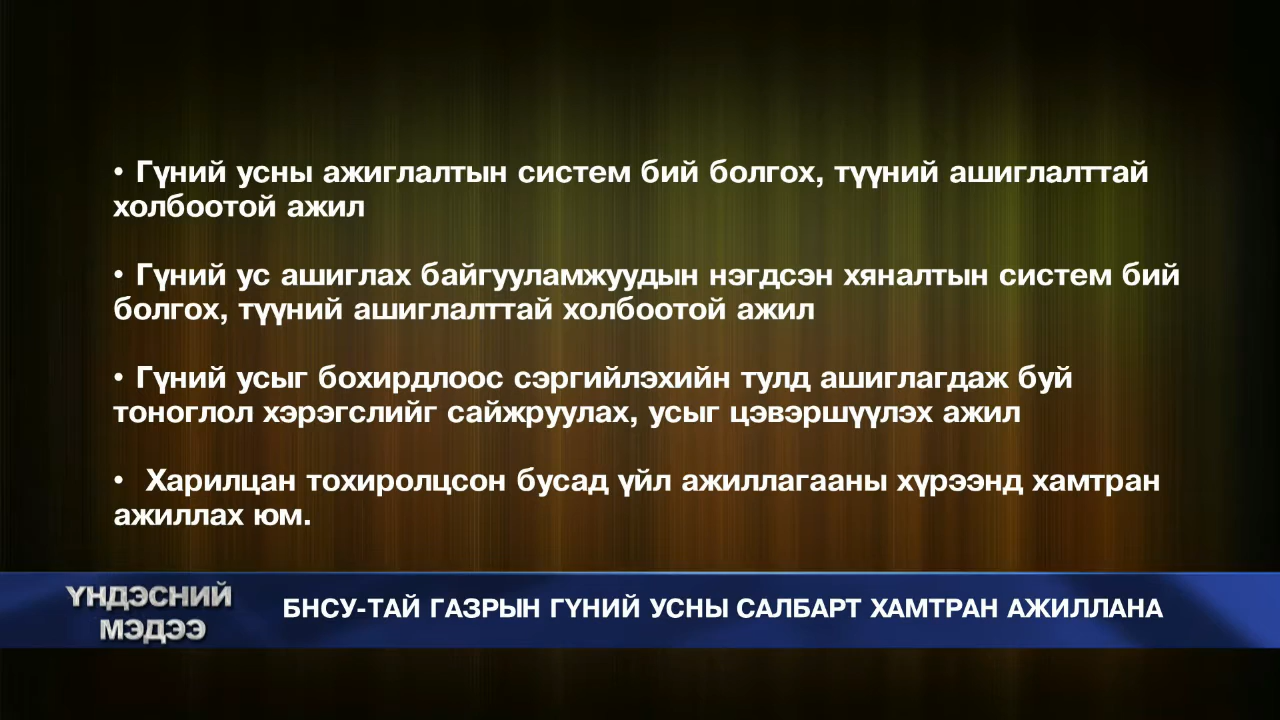 • Гүний усны ажиглалтын систем бий болгох, түүний ашиглалттай
холбоотой ажил
• Гүний ус ашиглах байгууламжуудын нэгдсэн хяналтын систем бий
болгох, түүний ашиглалттай холбоотой ажил
• Гүний усыг бохирдлоос сэргийлэхийн тулд ашиглагдаж буй
тоноглол хэрэгслийг сайжруулах, усыг цэвэршүүлэх ажил
• Харилцан тохиролцсон бусад үйл ажиллагааны хүрээнд хамтран
ажиллах юм.
ҮНДЭСНИЙ
МЭДЭЭ
БНСУ-ТАЙ ГАЗРЫН ГҮНИЙ УСНЫ САЛБАРТ ХАМТРАН АЖИЛЛАНА